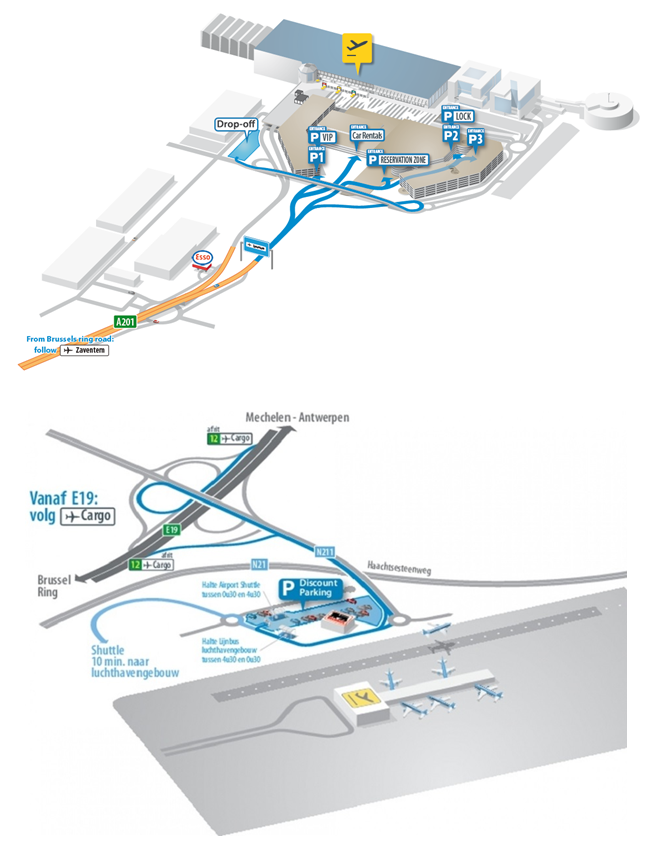 Drop-off
ENTRANCE
P VIP
ENTRANCE
P1
ENTRANCE
Car Rentals
ENTRANCE
P RESERVATION ZONE
ENTRANCE
P LOCK
ENTRANCE
P2
ENTRANCE
P3
Esso
A201
From Brussels ring road:
follow Zaventem
Mechelen - Antwerpen
afrit
12 Cargo
Vanaf E19:
volg Cargo
E19
afrit
12 Cargo
N211
N21
Haachtsesteenweg
Brussel
Ring
Halte Airport Shuttle
tussen 0u30 en 4u30
P Discount
Parking
Shuttle
10 min. naar
luchthavengebouw
Halte Lijnbus
luchthavengebouw
tussen 4u30 en 0u30